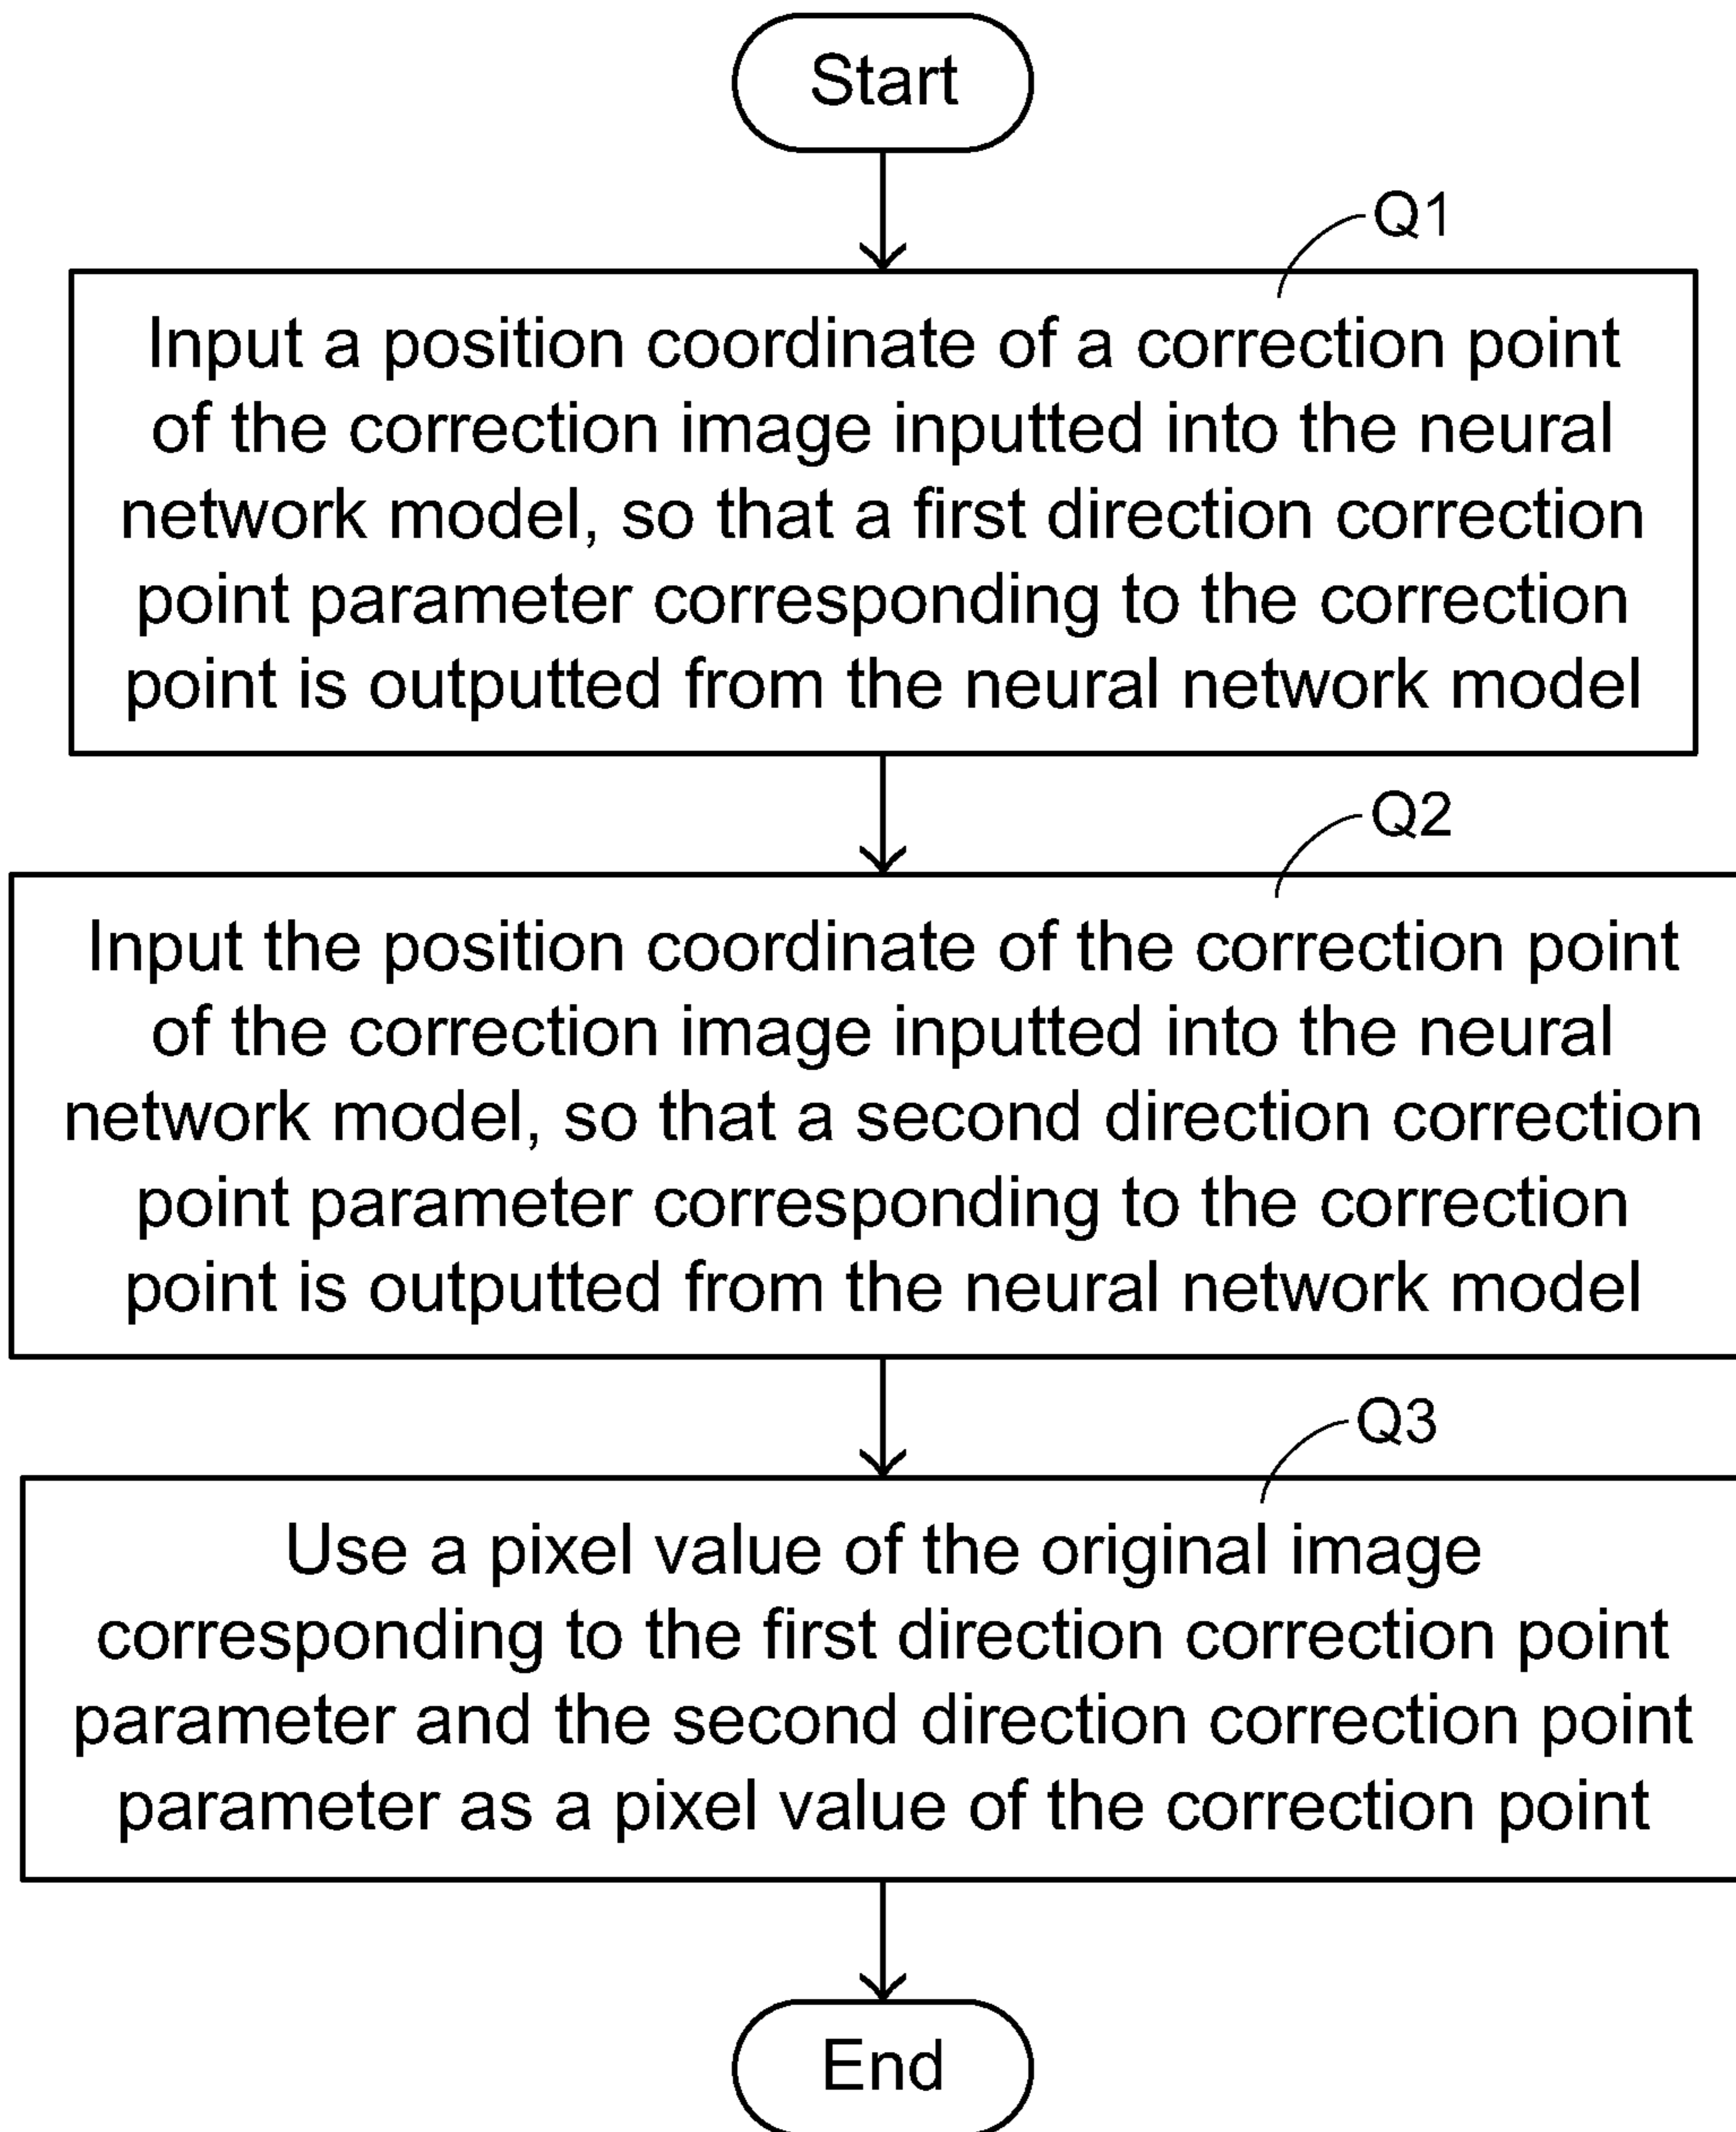 Start
Q1
Input a position coordinate of a correction point
of the correction image inputted into the neural
network model, so that a first direction correction
point parameter corresponding to the correction
point is outputted from the neural network model
Q2
Input the position coordinate of the correction point
of the correction image inputted into the neural
network model, so that a second direction correction
point parameter corresponding to the correction
point is outputted from the neural network model
Q3
Use a pixel value of the original image
corresponding to the first direction correction point
parameter and the second direction correction point
parameter as a pixel value of the correction point
End